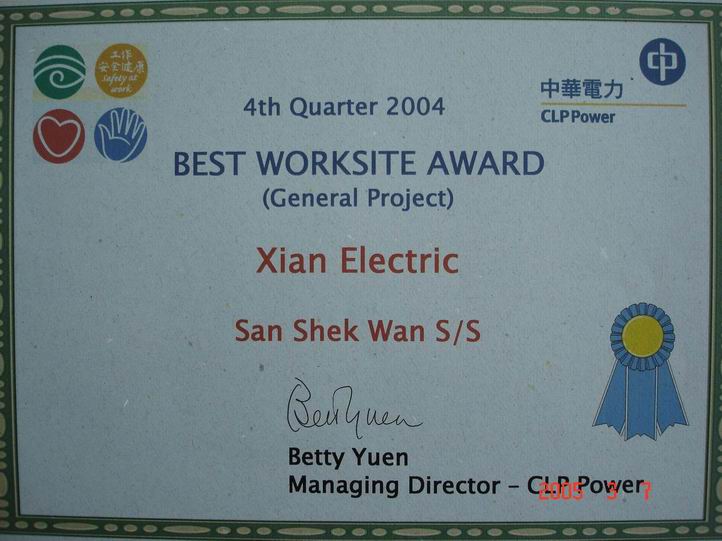 工作
安全健康
safety at
work
中華電力
CLP Power
4th Quarter 2004
BEST WORKSITE AWARD
(General Project)
Xian Electric
San Shek Wan S/S
Betty Yuen
Betty Yuen
Managing Director – CLP Power
2005 3 7